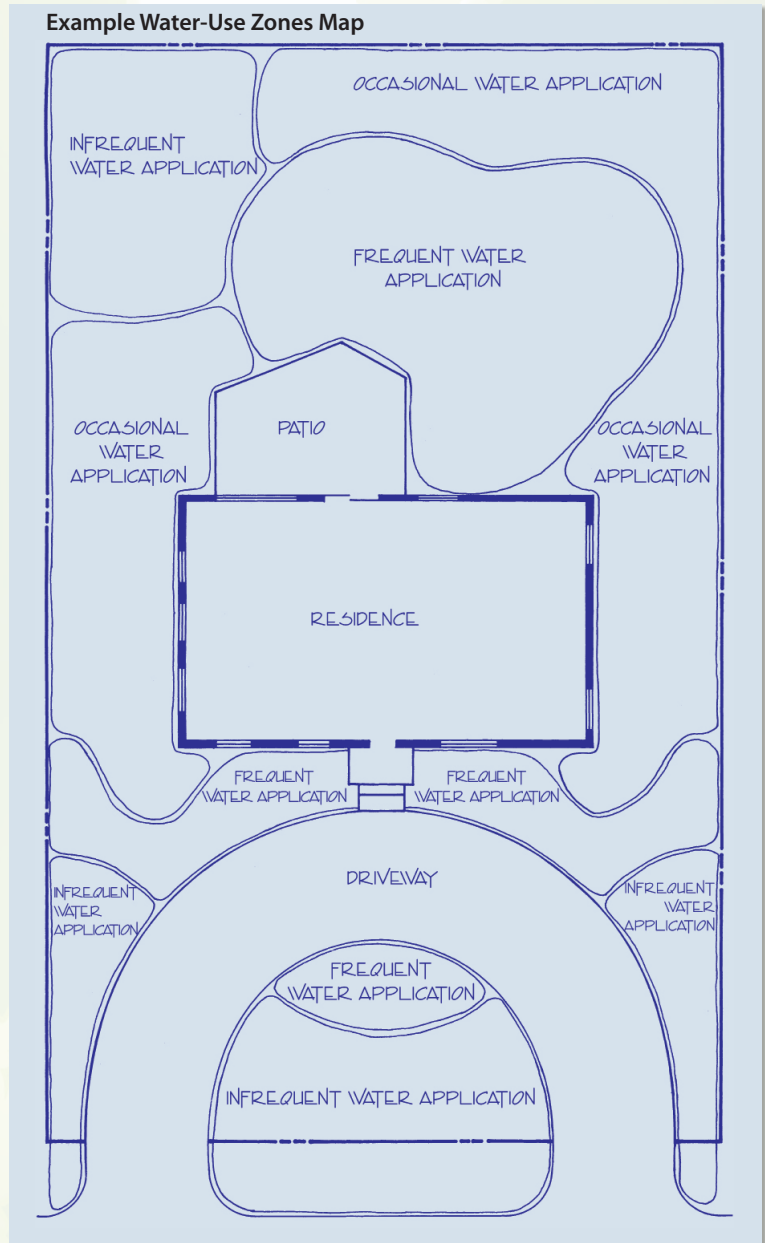 Example Water-Use Zones Map
OCCASIONAL WATER APPLICATION
INFREQUENT
WATER APPLICATION
FREQUENT WATER
APPLICATION
OCCASIONAL
WATER
APPLICATION
PATIO
OCCASIONAL
WATER
APPLICATION
RESIDENCE
FREQUENT
WATER APPLICATION
FREQUENT
WATER APPLICATION
DRIVEWAY
INFREQUENT
WATER
APPLICATION
INFREQUENT
WATER
APPLICATION
FREQUENT
WATER APPLICATION
INFREQUENT WATER APPLICATION